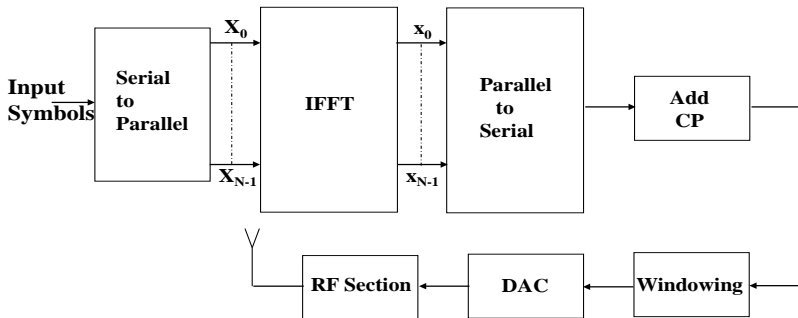 Input
Symbols
Serial
to
Parallel
X0
XN-1
IFFT
x0
xN-1
Parallel
to
Serial
Add
CP
RF Section
DAC
Windowing